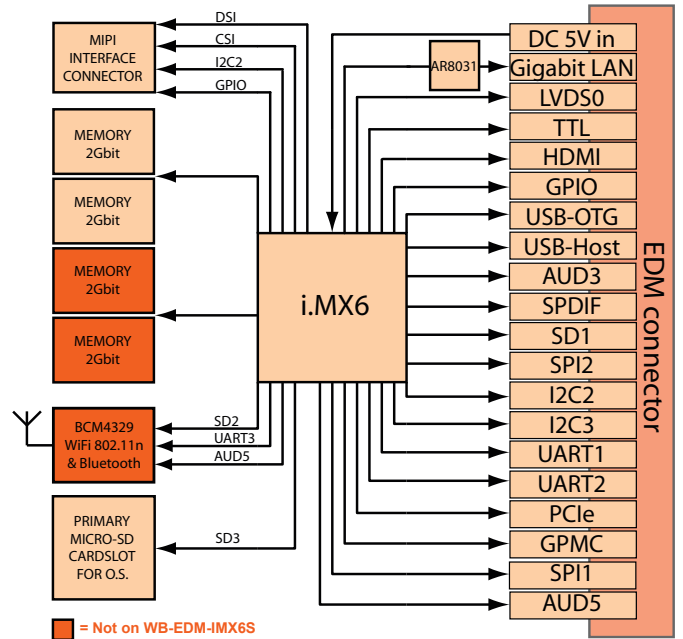 MIPI
INTERFACE
CONNECTOR
DSI
CSI
I2C2
GPIO
MEMORY
2Gbit
MEMORY
2Gbit
MEMORY
2Gbit
MEMORY
2Gbit
BCM4329
WiFi 802.11n
& Bluetooth
SD2
UART3
AUD5
PRIMARY
MICRO-SD
CARDSLOT
FOR O.S.
SD3
= Not on WB-EDM-IMX6S
i.MX6
AR8031
DC 5V in
Gigabit LAN
LVDS0
TTL
HDMI
GPIO
USB-OTG
USB-Host
AUD3
SPDIF
SD1
SPI2
I2C2
I2C3
UART1
UART2
PCIe
GPMC
SPI1
AUD5
EDM connector